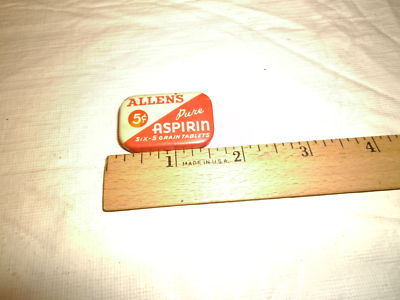 ALLEN'S
5¢ Pure
ASPIRIN
SIX-5 GRAIN TABLETS
1 2 3 4
MADE IN U.S.A.